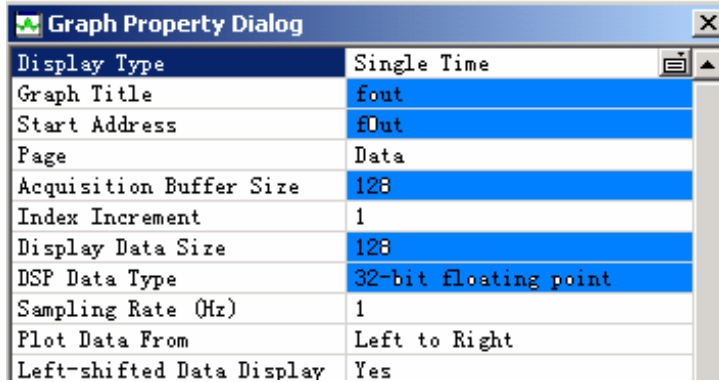 Graph Property Dialog
Display Type Single Time
Graph Title fout
Start Address fOut
Page Data
Acquisition Buffer Size 128
Index Increment 1
Display Data Size 128
DSP Data Type 32-bit floating point
Sampling Rate (Hz) 1
Plot Data From Left to Right
Left-shifted Data Display Yes